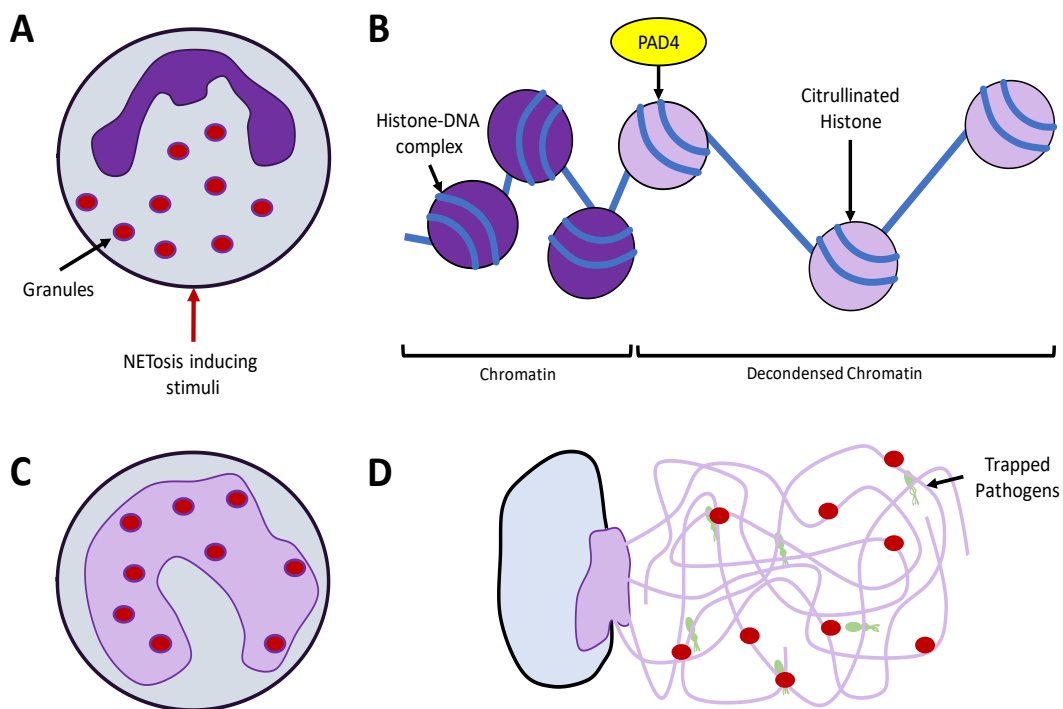 A
Granules
NETosis inducing
stimuli
B
PAD4
Histone-DNA
complex
Citrullinated
Histone
Chromatin
Decondensed Chromatin
C
D
Trapped
Pathogens